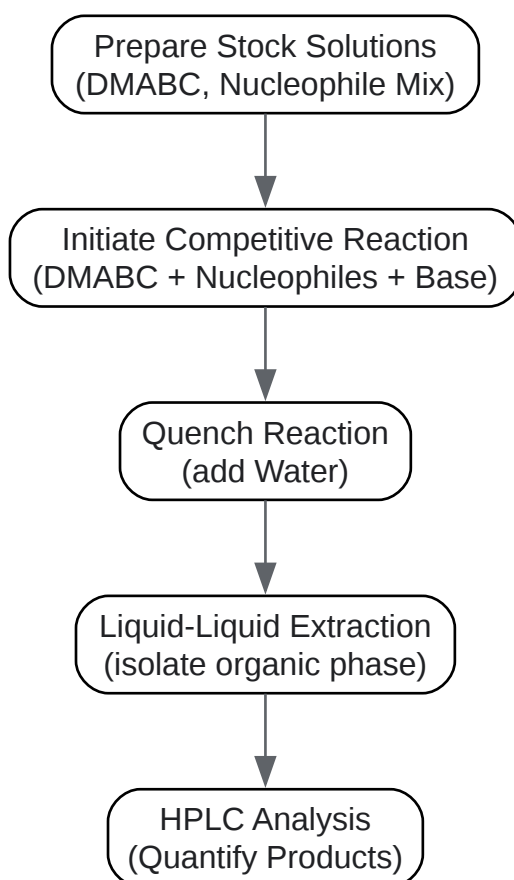 Prepare Stock Solutions
(DMABC, Nucleophile Mix)
Initiate Competitive Reaction
(DMABC + Nucleophiles + Base)
Quench Reaction
(add Water)
Liquid-Liquid Extraction
(isolate organic phase)
HPLC Analysis
(Quantify Products)